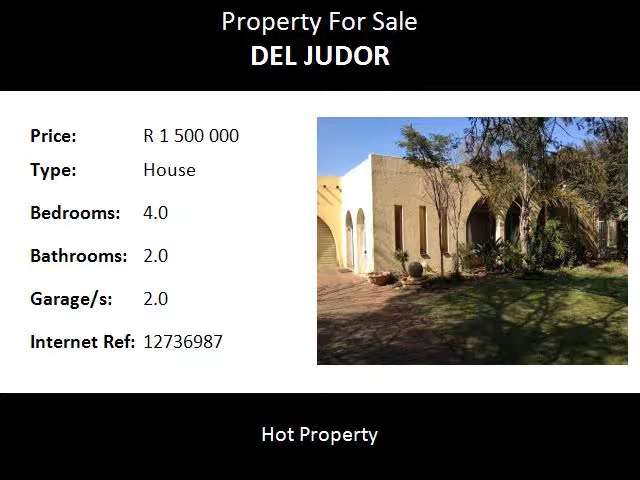 Property For Sale
DEL JUDOR
Price: R 1 500 000
Type: House
Bedrooms: 4.0
Bathrooms: 2.0
Garage/s: 2.0
Internet Ref: 12736987
Hot Property